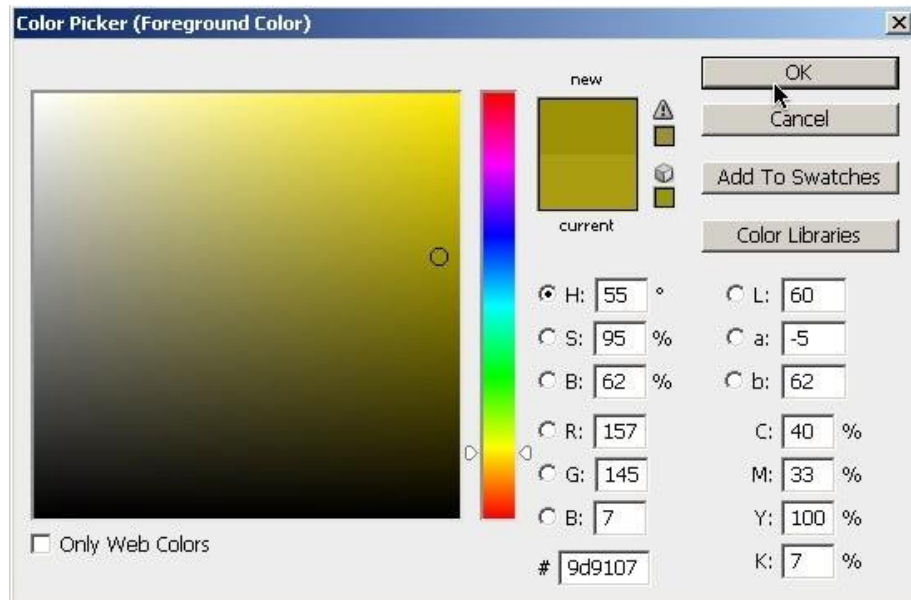 Color Picker (Foreground Color)
new
current
OK
Cancel
Add To Swatches
Color Libraries
H: 55 °
S: 95 %
B: 62 %
R: 157
G: 145
B: 7
# 9d9107
L: 60
a: -5
b: 62
C: 40 %
M: 33 %
Y: 100 %
K: 7 %
Only Web Colors